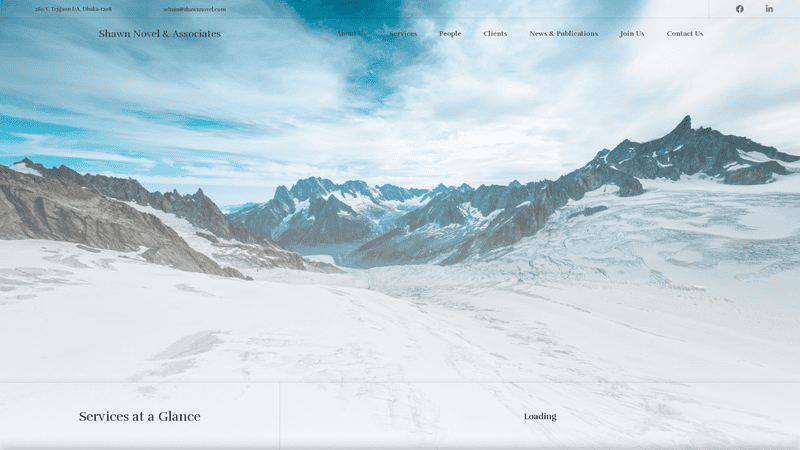 160/C Tejgaon I/A, Dhaka-1208
admin@shawnnovel.com
Shawn Novel & Associates
About Us
Services
People
Clients
News & Publications
Join Us
Contact Us
Services at a Glance
Loading